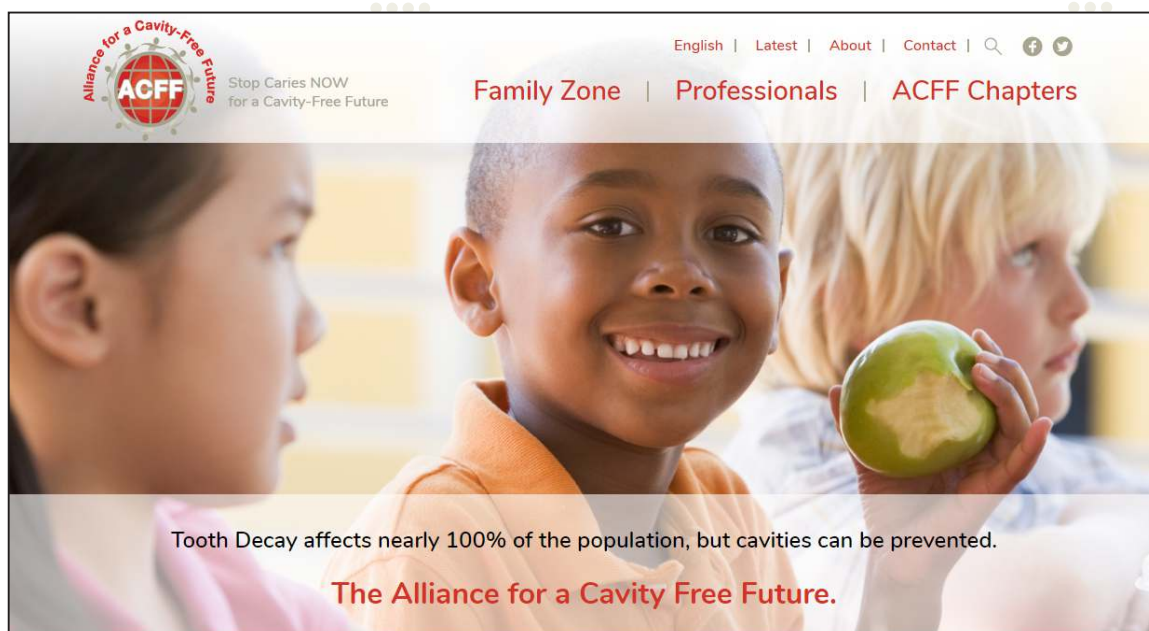 Alliance for a Cavity-Free Future
ACFF
Stop Caries NOW
for a Cavity-Free Future
English | Latest | About | Contact |
Family Zone | Professionals | ACFF Chapters
Tooth Decay affects nearly 100% of the population, but cavities can be prevented.
The Alliance for a Cavity Free Future.